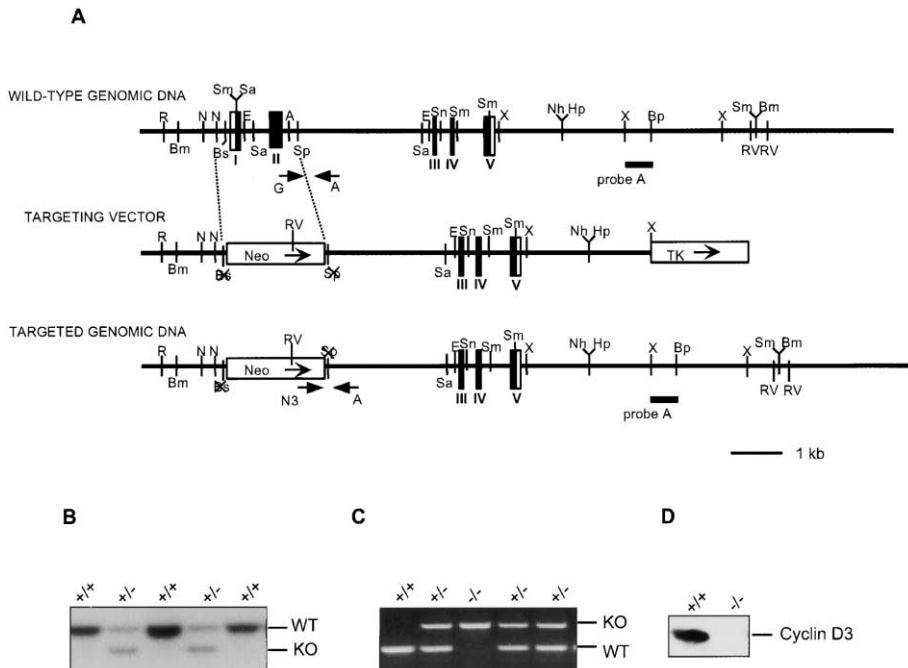 A
Sm Sa
WILD-TYPE GENOMIC DNA
R N N E A E Sn Sm Sm X Nh Hp X Bp X Sm Bm
Bm Bs I Sa II Sp Sa III IV V RV RV
G A probe A
TARGETING VECTOR
R N N RV E Sn Sm Sm X Nh Hp X
Bm Bs Neo Sp Sa III IV V TK
TARGETED GENOMIC DNA
R N N RV Sp E Sn Sm Sm X Nh Hp X Bp X Sm Bm
Bm Bs Neo Sa III IV V RV RV
N3 A probe A
1 kb
B
+/+ +/- +/+ +/- +/+
WT
KO
C
+/+ +/- -/- +/- +/-
KO
WT
D
+/+ -/-
Cyclin D3